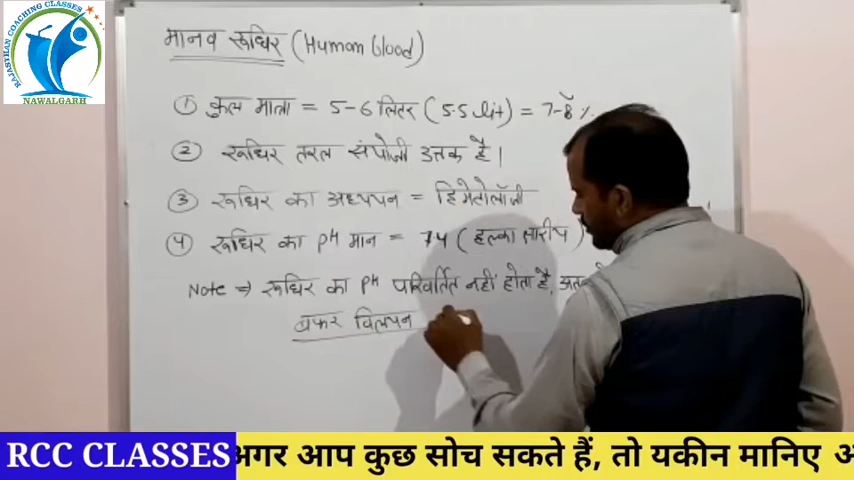 RAJASTHAN COACHING CLASSES
NAWALGARH
मानव रूधिर (Human blood)
① कुल मात्रा = 5-6 लिटर (5.5 lit) = 7-8 %
② रूधिर तरल संयोजी उत्तक है।
③ रूधिर का अध्ययन = हिमेटोलॉजी
④ रूधिर का pH मान = 7.4 (हल्का क्षारीय)
Note ⇒ रूधिर का pH परिवर्तित नहीं होता है, अतः
बफर विलयन
RCC CLASSES अगर आप कुछ सोच सकते हैं, तो यकीन मानिए